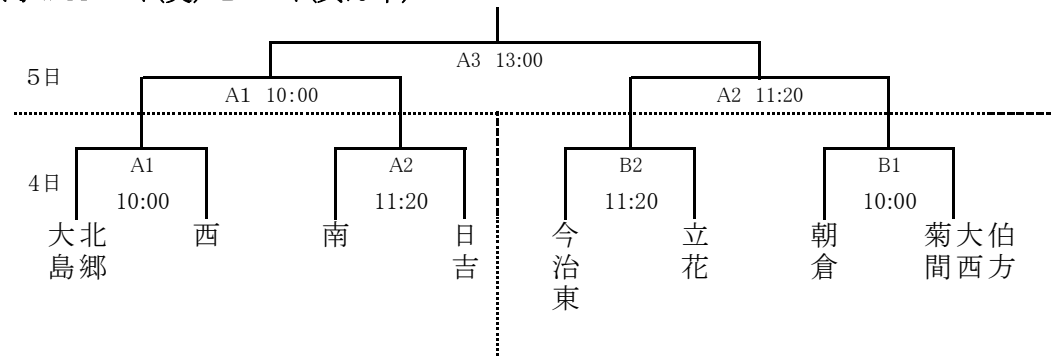 A3 13:00
5日
A1 10:00
A2 11:20
4日
A1
10:00
A2
11:20
B2
11:20
B1
10:00
大島
北郷
西
南
日吉
今治東
立花
朝倉
菊間
大西
伯方